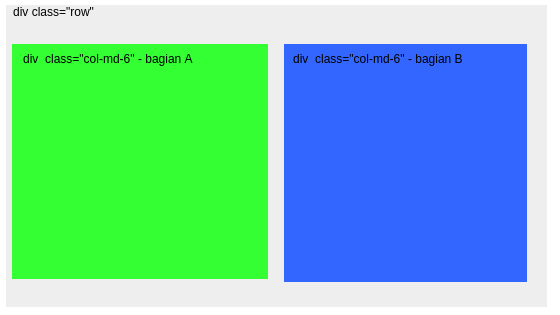 div class="row"
div  class="col-md-6" - bagian A
div  class="col-md-6" - bagian B